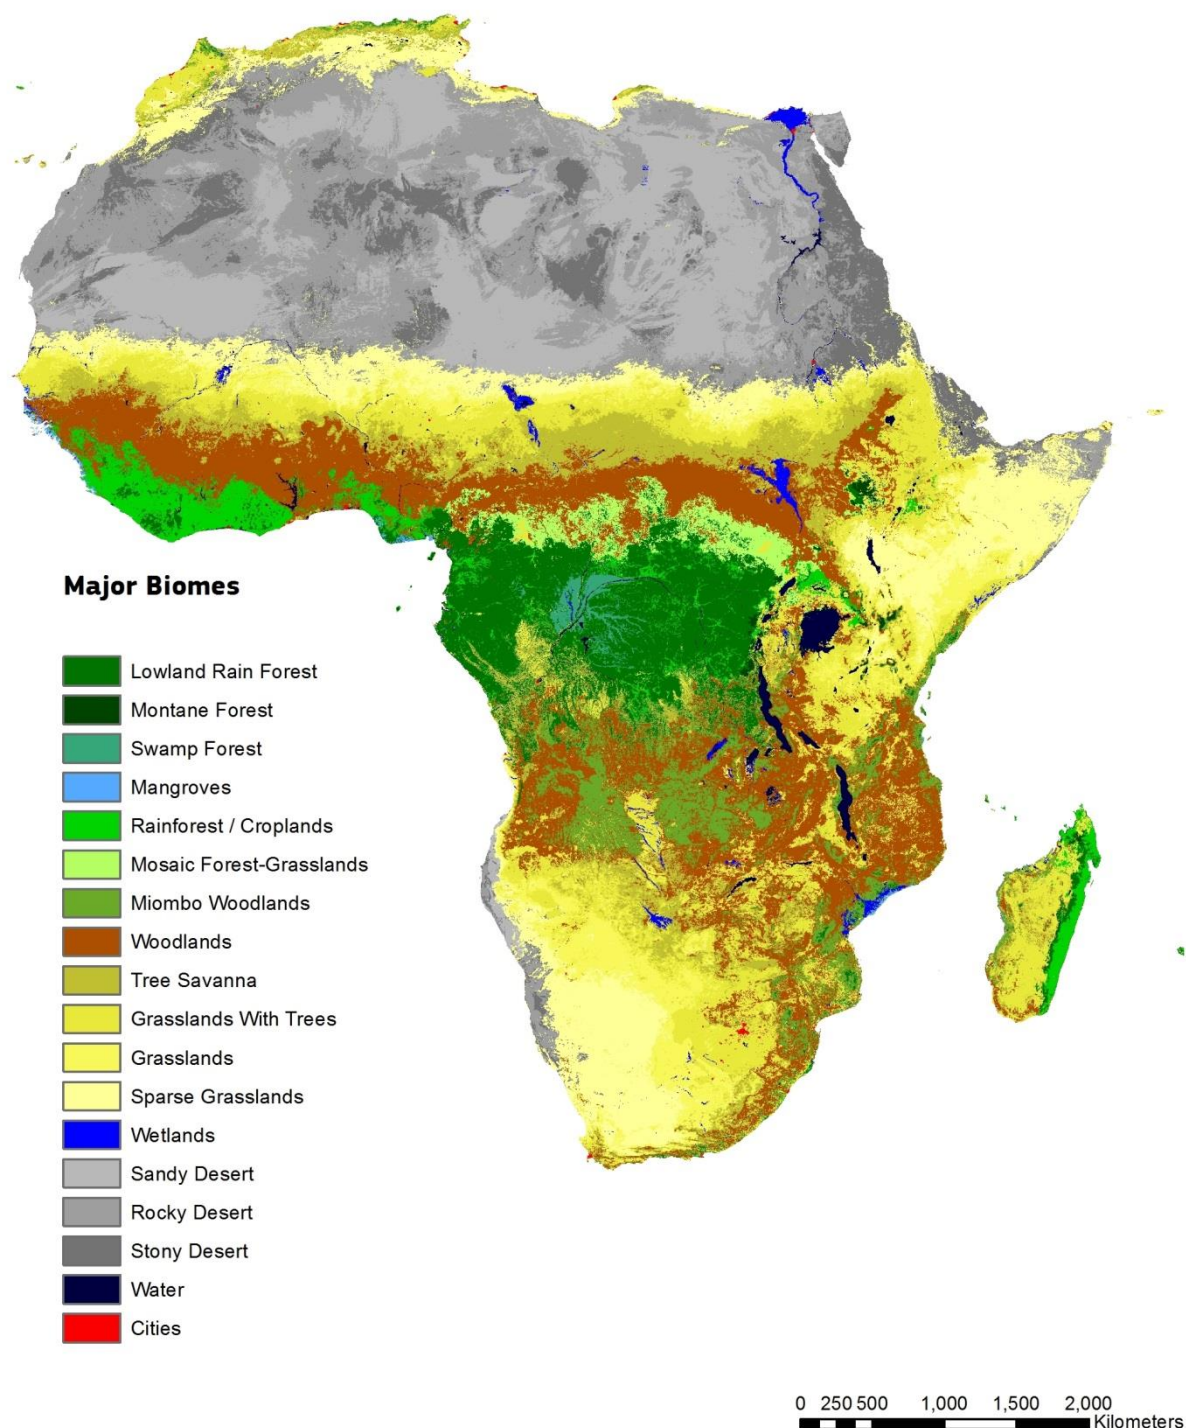 Major Biomes
Lowland Rain Forest
Montane Forest
Swamp Forest
Mangroves
Rainforest / Croplands
Mosaic Forest-Grasslands
Miombo Woodlands
Woodlands
Tree Savanna
Grasslands With Trees
Grasslands
Sparse Grasslands
Wetlands
Sandy Desert
Rocky Desert
Stony Desert
Water
Cities
0 250 500 1,000 1,500 2,000
Kilometers